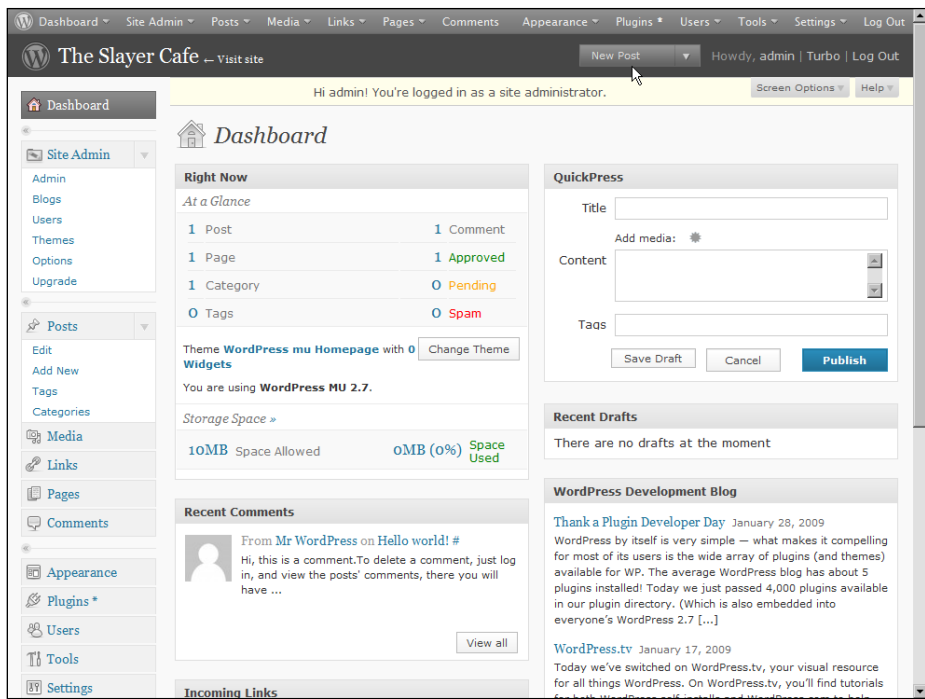 Dashboard Site Admin Posts Media Links Pages Comments Appearance Plugins * Users Tools Settings Log Out
The Slayer Cafe ← Visit site New Post Howdy, admin | Turbo | Log Out
Hi admin! You're logged in as a site administrator. Screen Options Help
Dashboard
Site Admin
Admin
Blogs
Users
Themes
Options
Upgrade
Posts
Edit
Add New
Tags
Categories
Media
Links
Pages
Comments
Appearance
Plugins *
Users
Tools
Settings
Dashboard
Right Now
At a Glance
1 Post 1 Comment
1 Page 1 Approved
1 Category 0 Pending
0 Tags 0 Spam
Theme WordPress mu Homepage with 0 Change Theme
Widgets
You are using WordPress MU 2.7.
Storage Space »
10MB Space Allowed 0MB (0%) Space
Used
Recent Comments
From Mr WordPress on Hello world! #
Hi, this is a comment.To delete a comment, just log
in, and view the posts' comments, there you will
have ...
View all
Incoming Links
QuickPress
Title
Add media:
Content
Tags
Save Draft Cancel Publish
Recent Drafts
There are no drafts at the moment
WordPress Development Blog
Thank a Plugin Developer Day January 28, 2009
WordPress by itself is very simple — what makes it compelling
for most of its users is the wide array of plugins (and themes)
available for WP. The average WordPress blog has about 5
plugins installed! Today we just passed 4,000 plugins available
in our plugin directory. (Which is also embedded into
everyone's WordPress 2.7 [...]
WordPress.tv January 17, 2009
Today we've switched on WordPress.tv, your visual resource
for all things WordPress. On WordPress.tv, you'll find tutorials
for both WordPress self-installs and WordPress.com to help